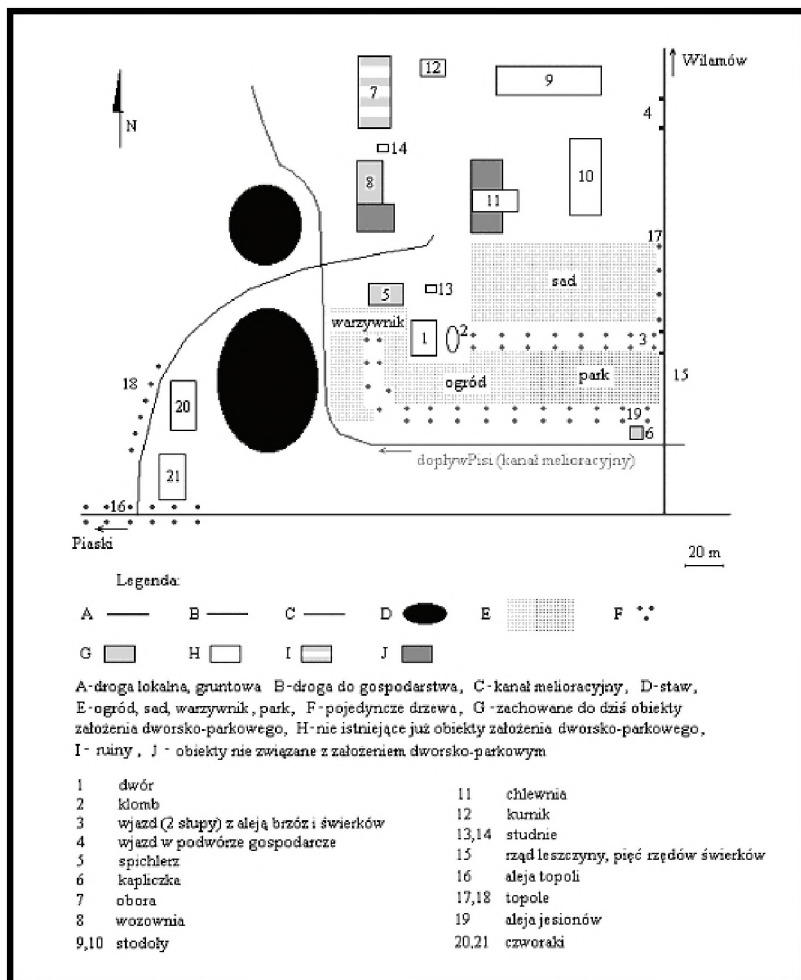 Wilamów
12
7
9
4
N
14
8
10
11
17
sad
5
13
warzywnik
1
2
3
18
ogród
park
15
20
19
6
21
dopływ Pisi (kanał melioracyjny)
16
Piaski
20 m
Legenda:
A B C D E F
G H I J
A-droga lokalna, gruntowa B-droga do gospodarstwa, C-kanał melioracyjny, D-staw,
E-ogród, sad, warzywnik, park, F-pojedyncze drzewa, G-zachowane do dziś obiekty
założenia dworsko-parkowego, H-nie istniejące już obiekty założenia dworsko-parkowego,
I- ruiny, J - obiekty nie związane z założeniem dworsko-parkowym
1 dwór
2 klomb
3 wjazd (2 słupy) z aleją brzóz i świerków
4 wjazd w podwórze gospodarcze
5 spichlerz
6 kapliczka
7 obora
8 wozownia
9,10 stodoły
11 chlewnia
12 kurnik
13,14 studnie
15 rząd leszczyny, pięć rzędów świerków
16 aleja topoli
17,18 topole
19 aleja jesionów
20,21 czworaki